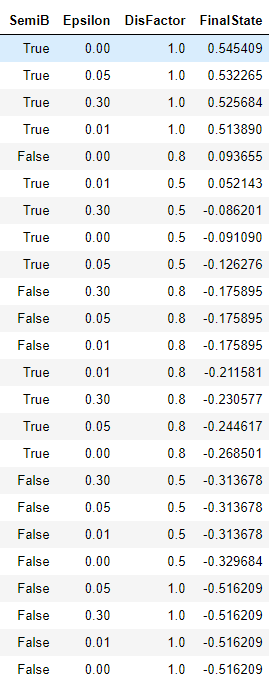 SemiB Epsilon DisFactor FinalState
True 0.00 1.0 0.545409
True 0.05 1.0 0.532265
True 0.30 1.0 0.525684
True 0.01 1.0 0.513890
False 0.00 0.8 0.093655
True 0.01 0.5 0.052143
True 0.30 0.5 -0.086201
True 0.00 0.5 -0.091090
True 0.05 0.5 -0.126276
False 0.30 0.8 -0.175895
False 0.05 0.8 -0.175895
False 0.01 0.8 -0.175895
True 0.01 0.8 -0.211581
True 0.30 0.8 -0.230577
True 0.05 0.8 -0.244617
True 0.00 0.8 -0.268501
False 0.30 0.5 -0.313678
False 0.05 0.5 -0.313678
False 0.01 0.5 -0.313678
False 0.00 0.5 -0.329684
False 0.05 1.0 -0.516209
False 0.30 1.0 -0.516209
False 0.01 1.0 -0.516209
False 0.00 1.0 -0.516209